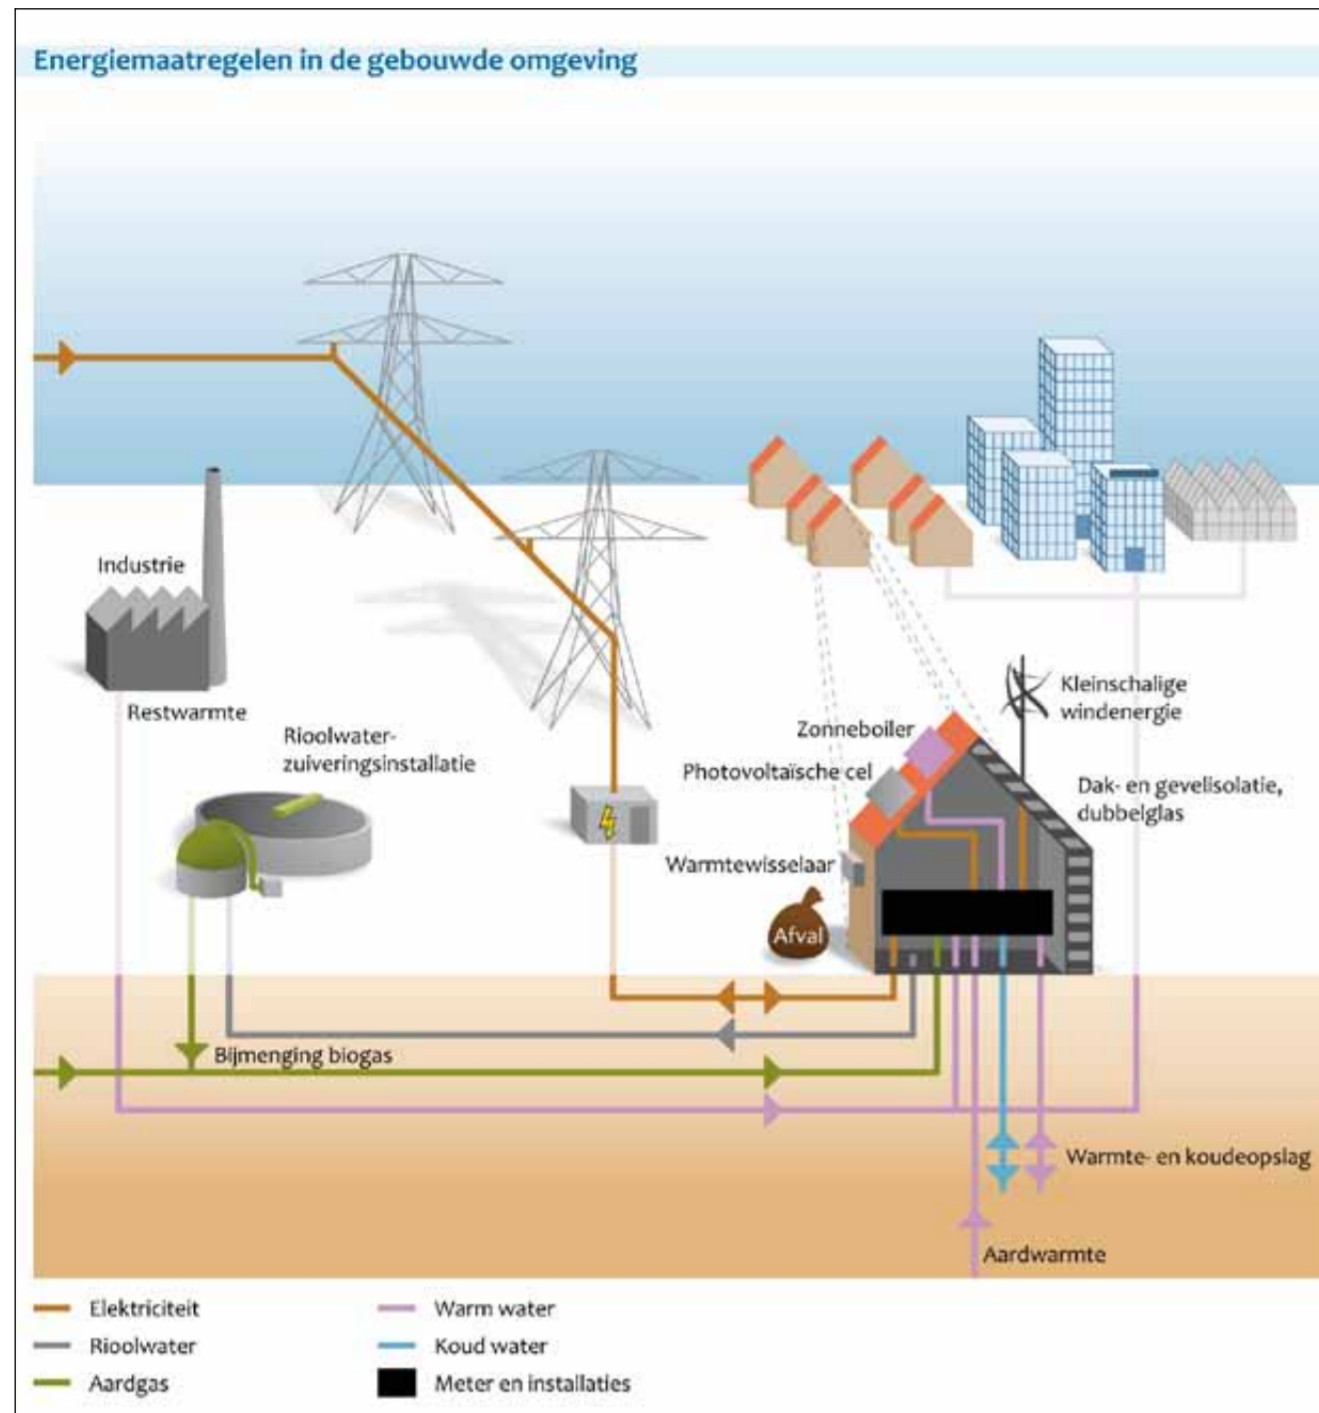 Energiemaatregelen in de gebouwde omgeving
Industrie
Restwarmte
Rioolwater-
zuiveringsinstallatie
Kleinschalige
windenergie
Zonneboiler
Photovoltaïsche cel
Dak- en gevelisolatie,
dubbelglas
Warmtewisselaar
Afval
Bijmenging biogas
Warmte- en koudeopslag
Aardwarmte
Elektriciteit
Rioolwater
Aardgas
Warm water
Koud water
Meter en installaties